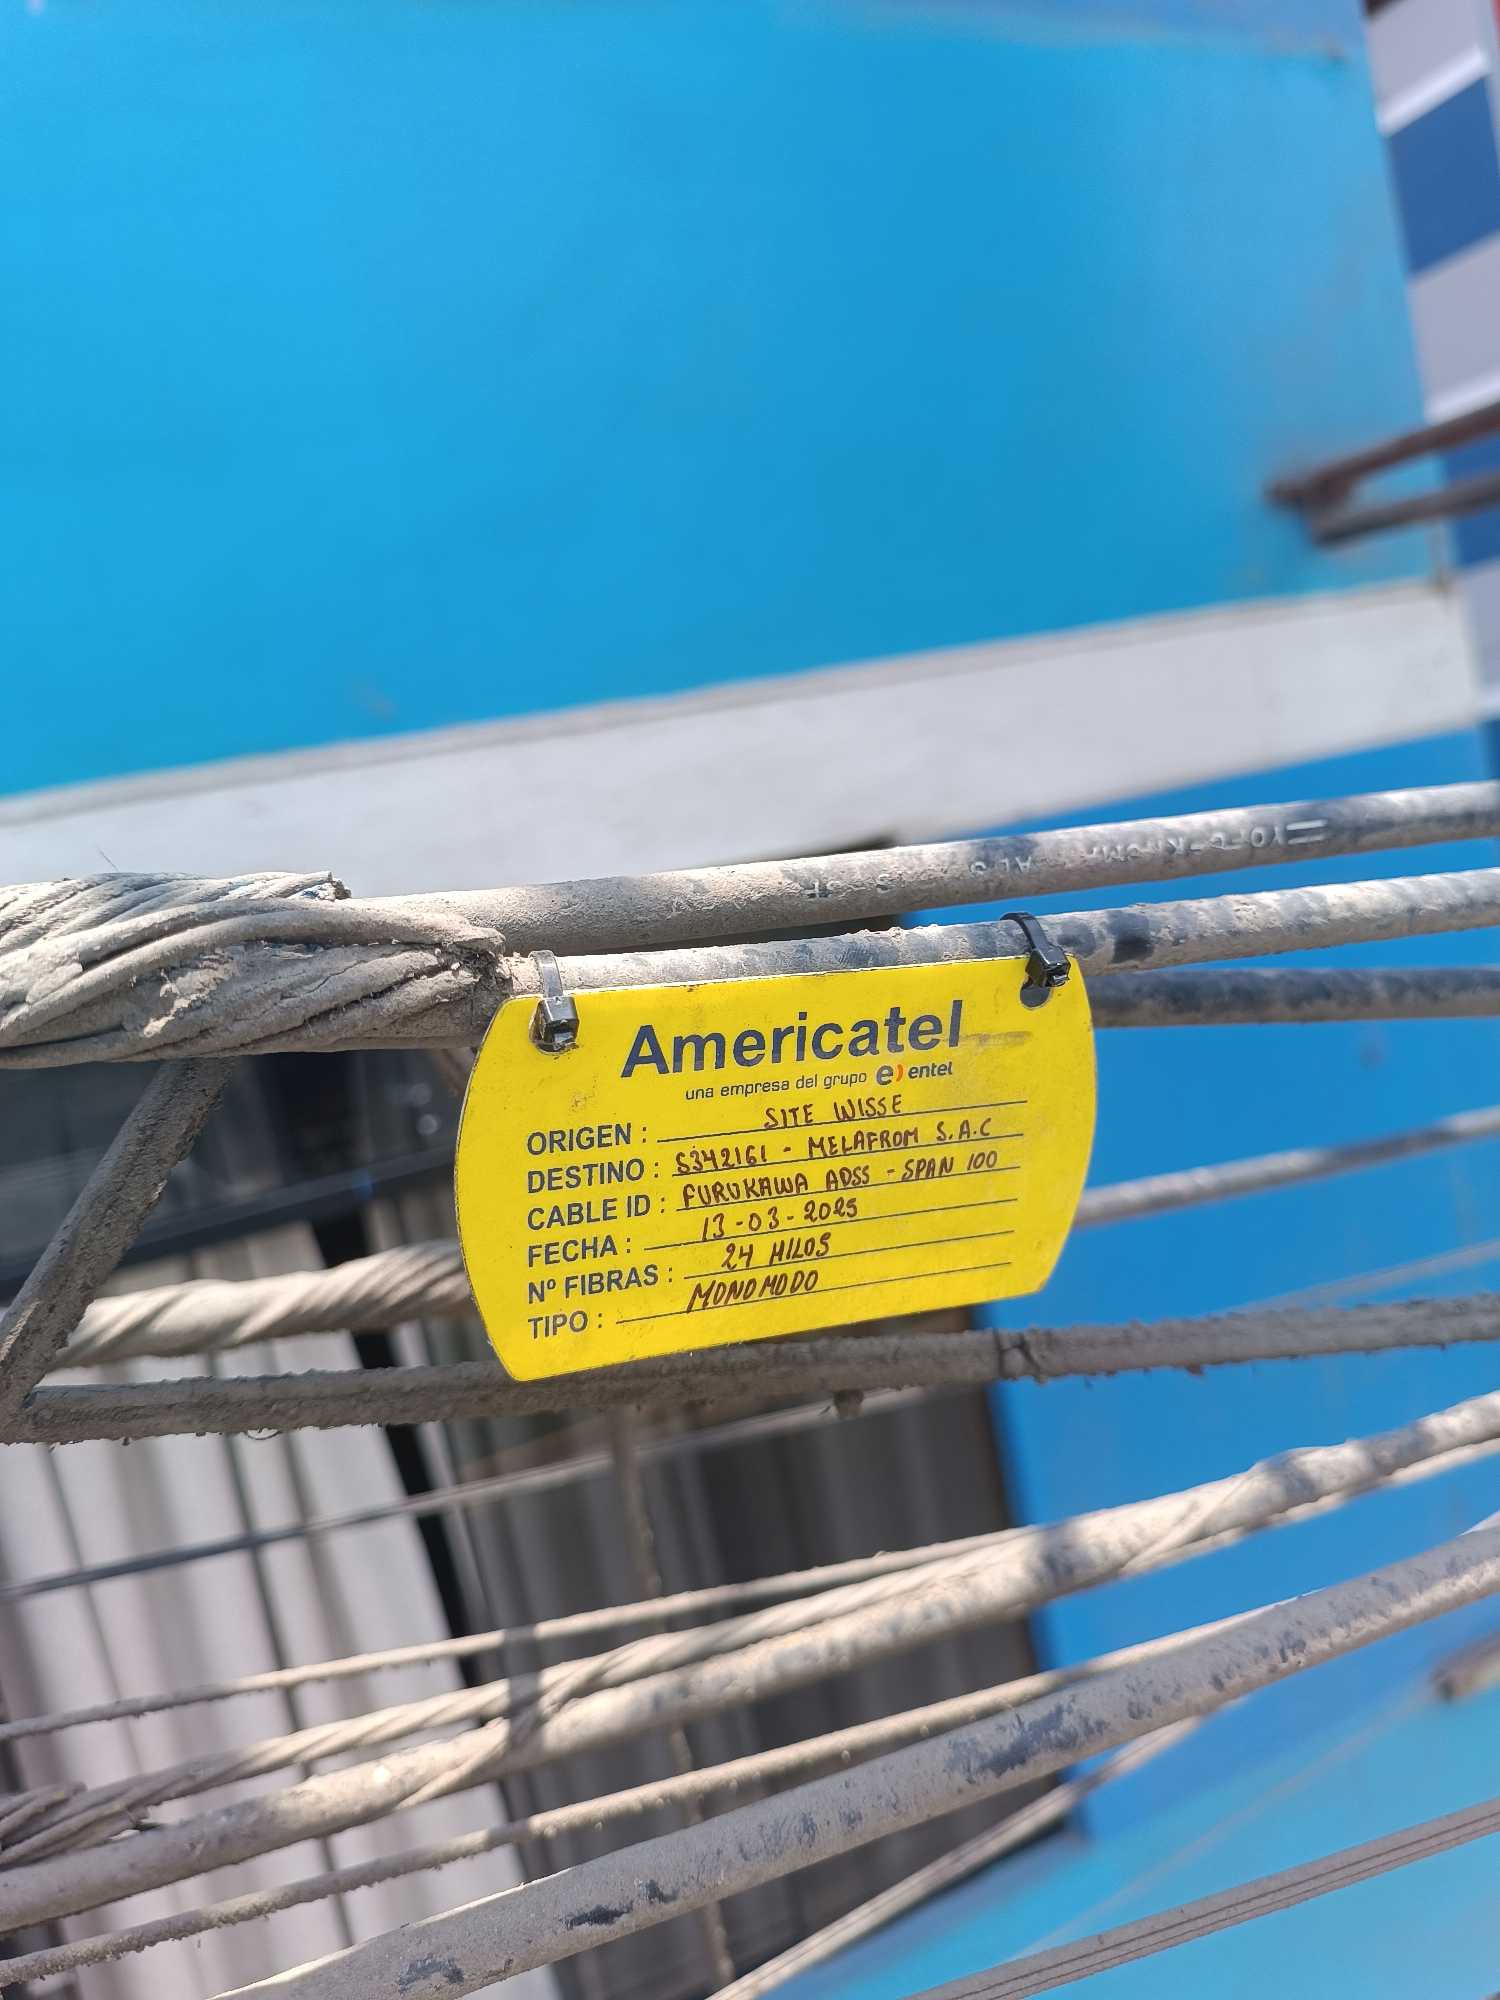 Americatel
una empresa del grupo e) entel
ORIGEN : SITE WISSE
DESTINO : S342161 - MELAFROM S.A.C
CABLE ID : FURUKAWA ADSS - SPAN 100
FECHA : 13-03-2025
Nº FIBRAS : 24 HILOS
TIPO : MONOMODO